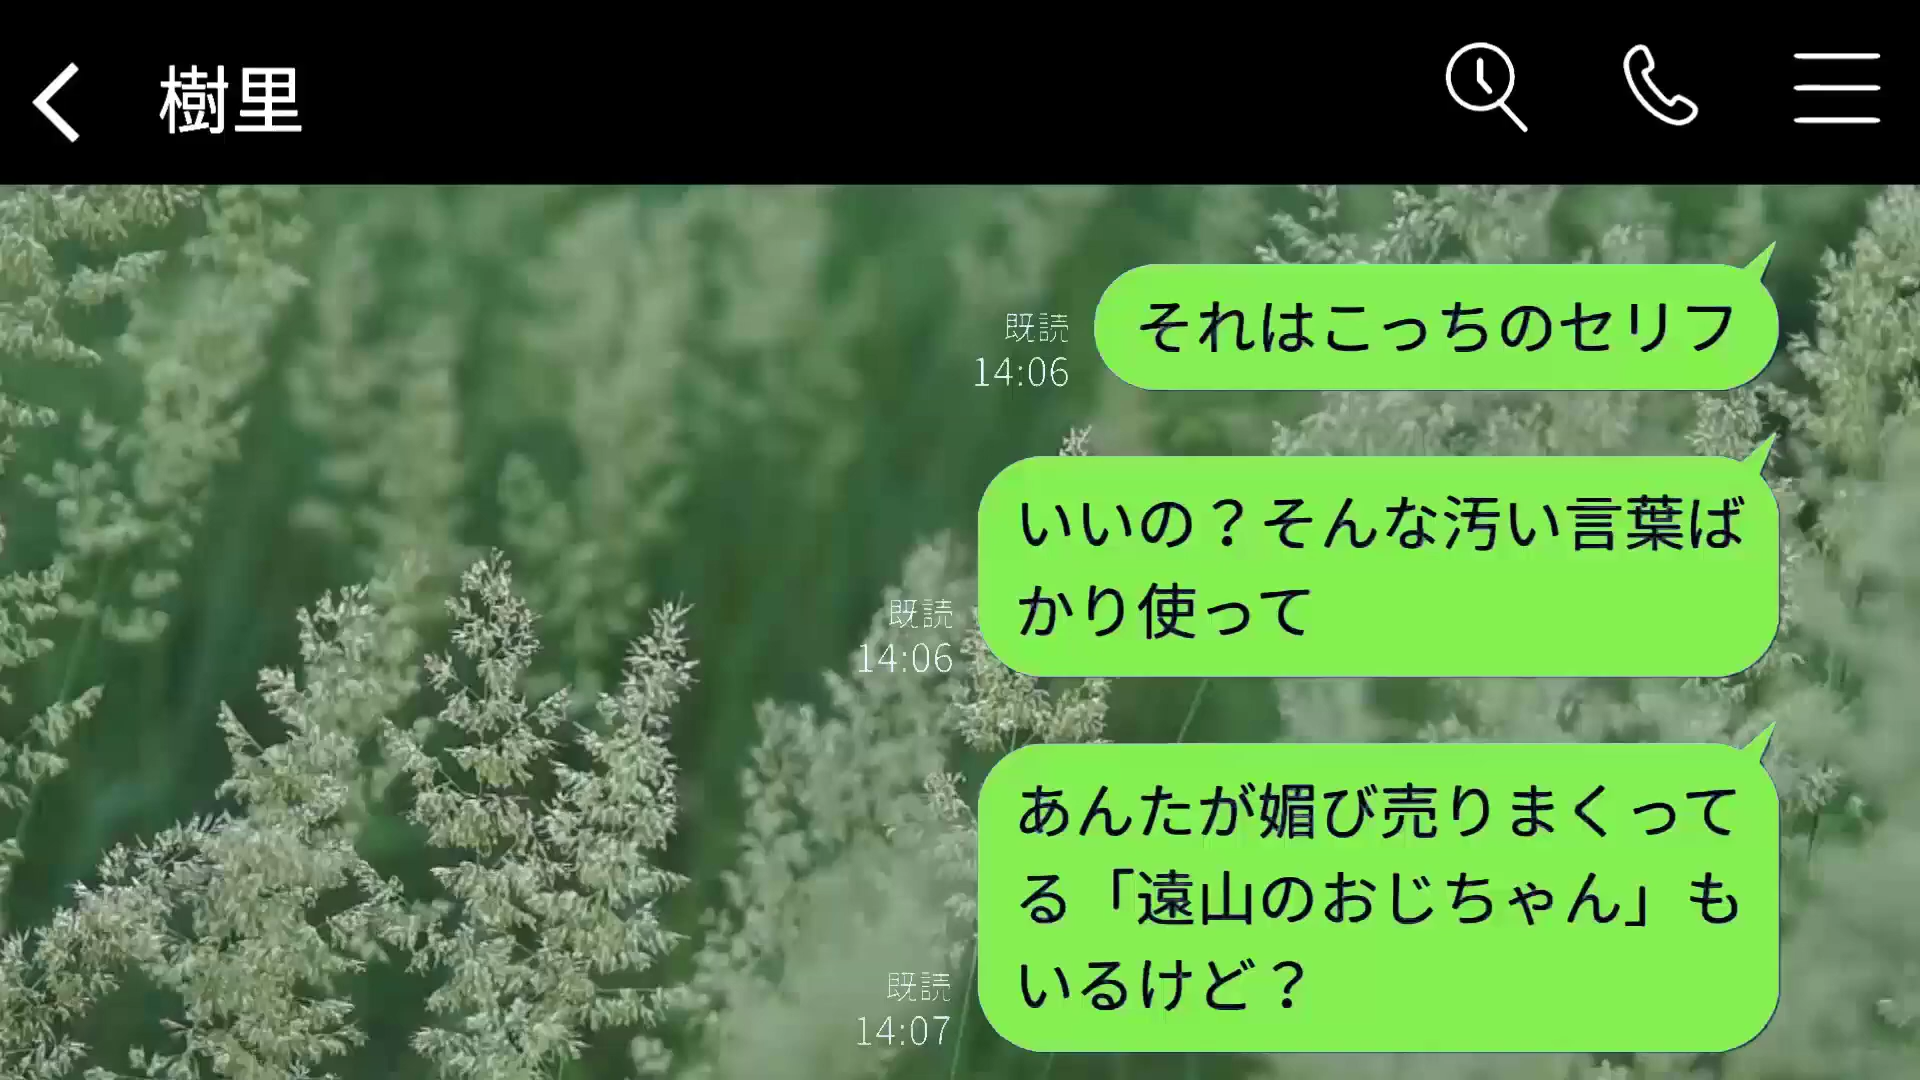 樹里
それはこっちのセリフ
既読
14:06
いいの？そんな汚い言葉ば
かり使って
既読
14:06
あんたが媚び売りまくって
る「遠山のおじちゃん」も
いるけど？
既読
14:07